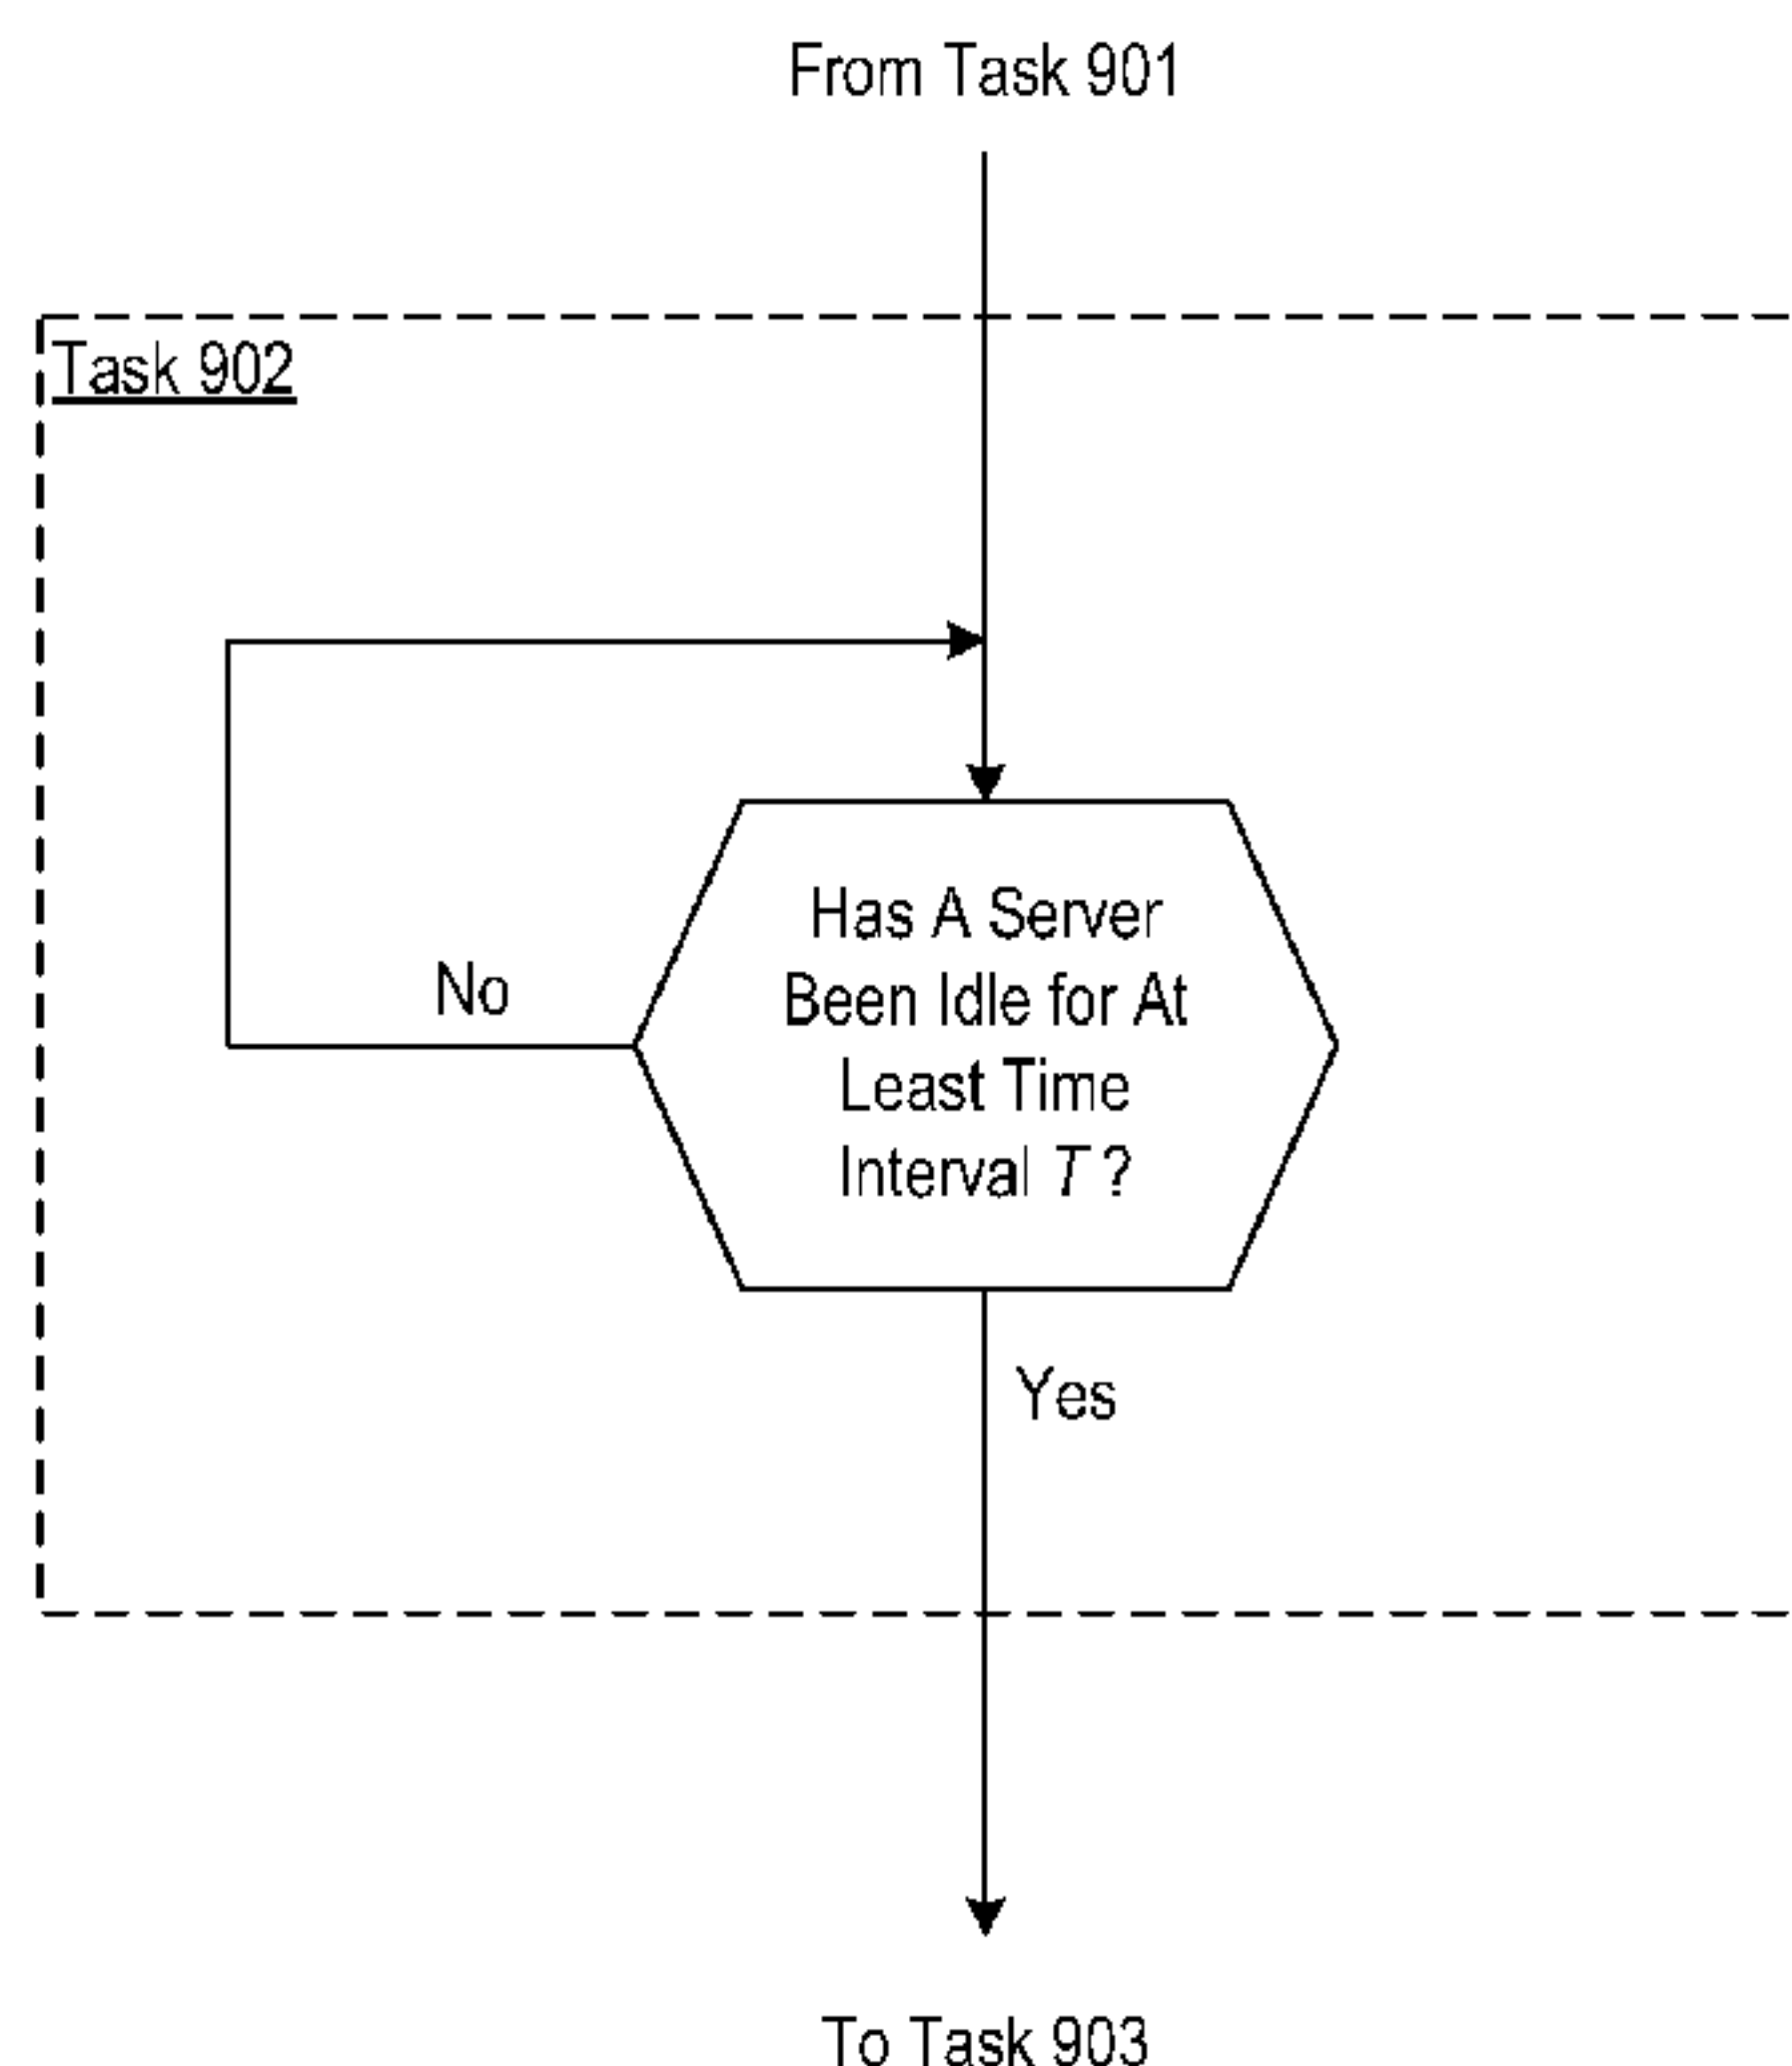 From Task 901
Task 902
Has A Server
Been Idle for At
No
Least Time
Interval T?
Yes
To Task 903